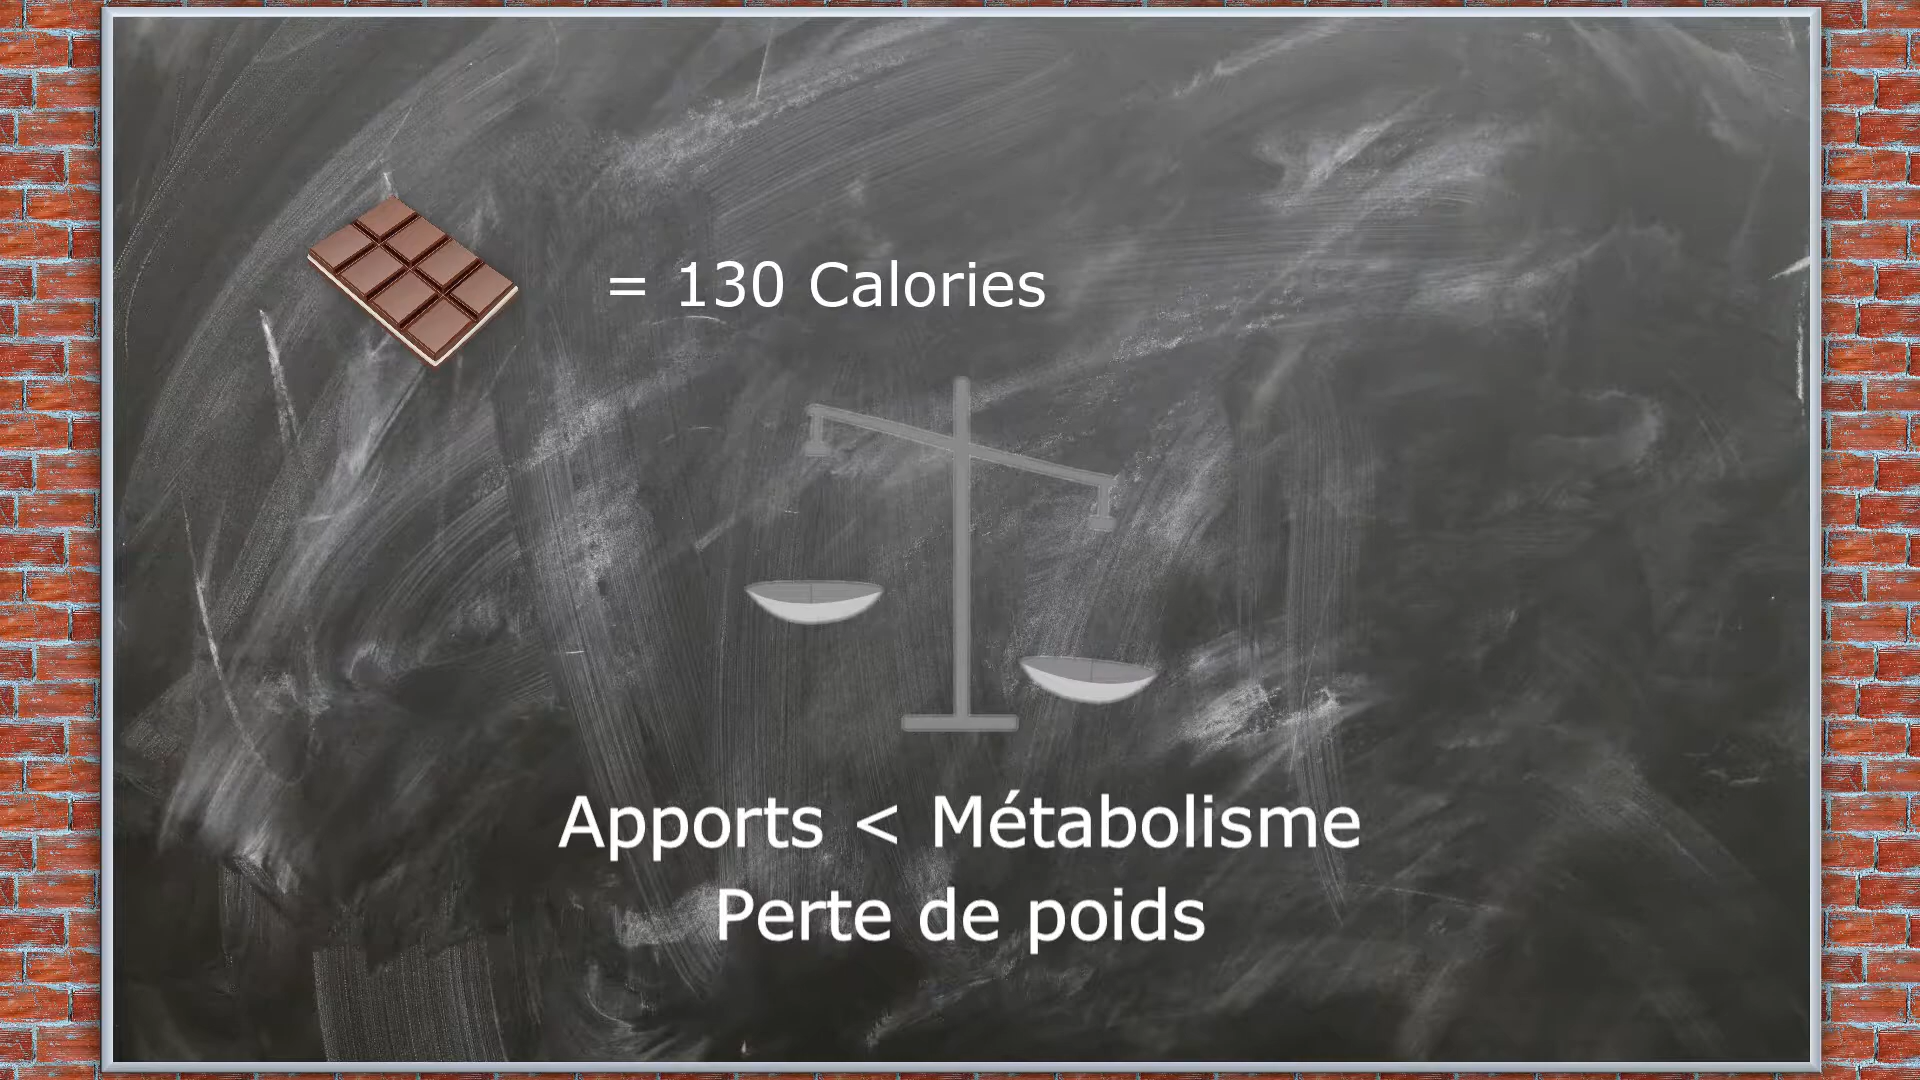 = 130 Calories
Apports < Métabolisme
Perte de poids